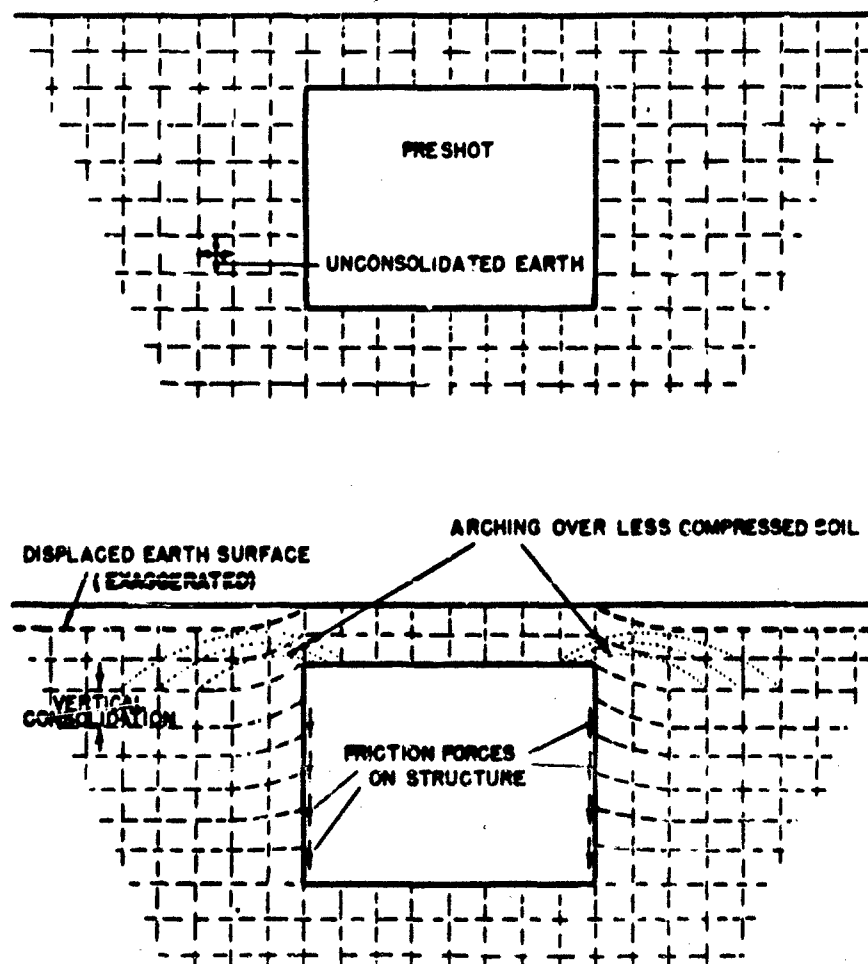 PRESHOT
UNCONSOLIDATED EARTH
ARCHING OVER LESS COMPRESSED SOIL
DISPLACED EARTH SURFACE
(EXAGGERATED)
VERTICAL
CONSOLIDATION
FRICTION FORCES
ON STRUCTURE